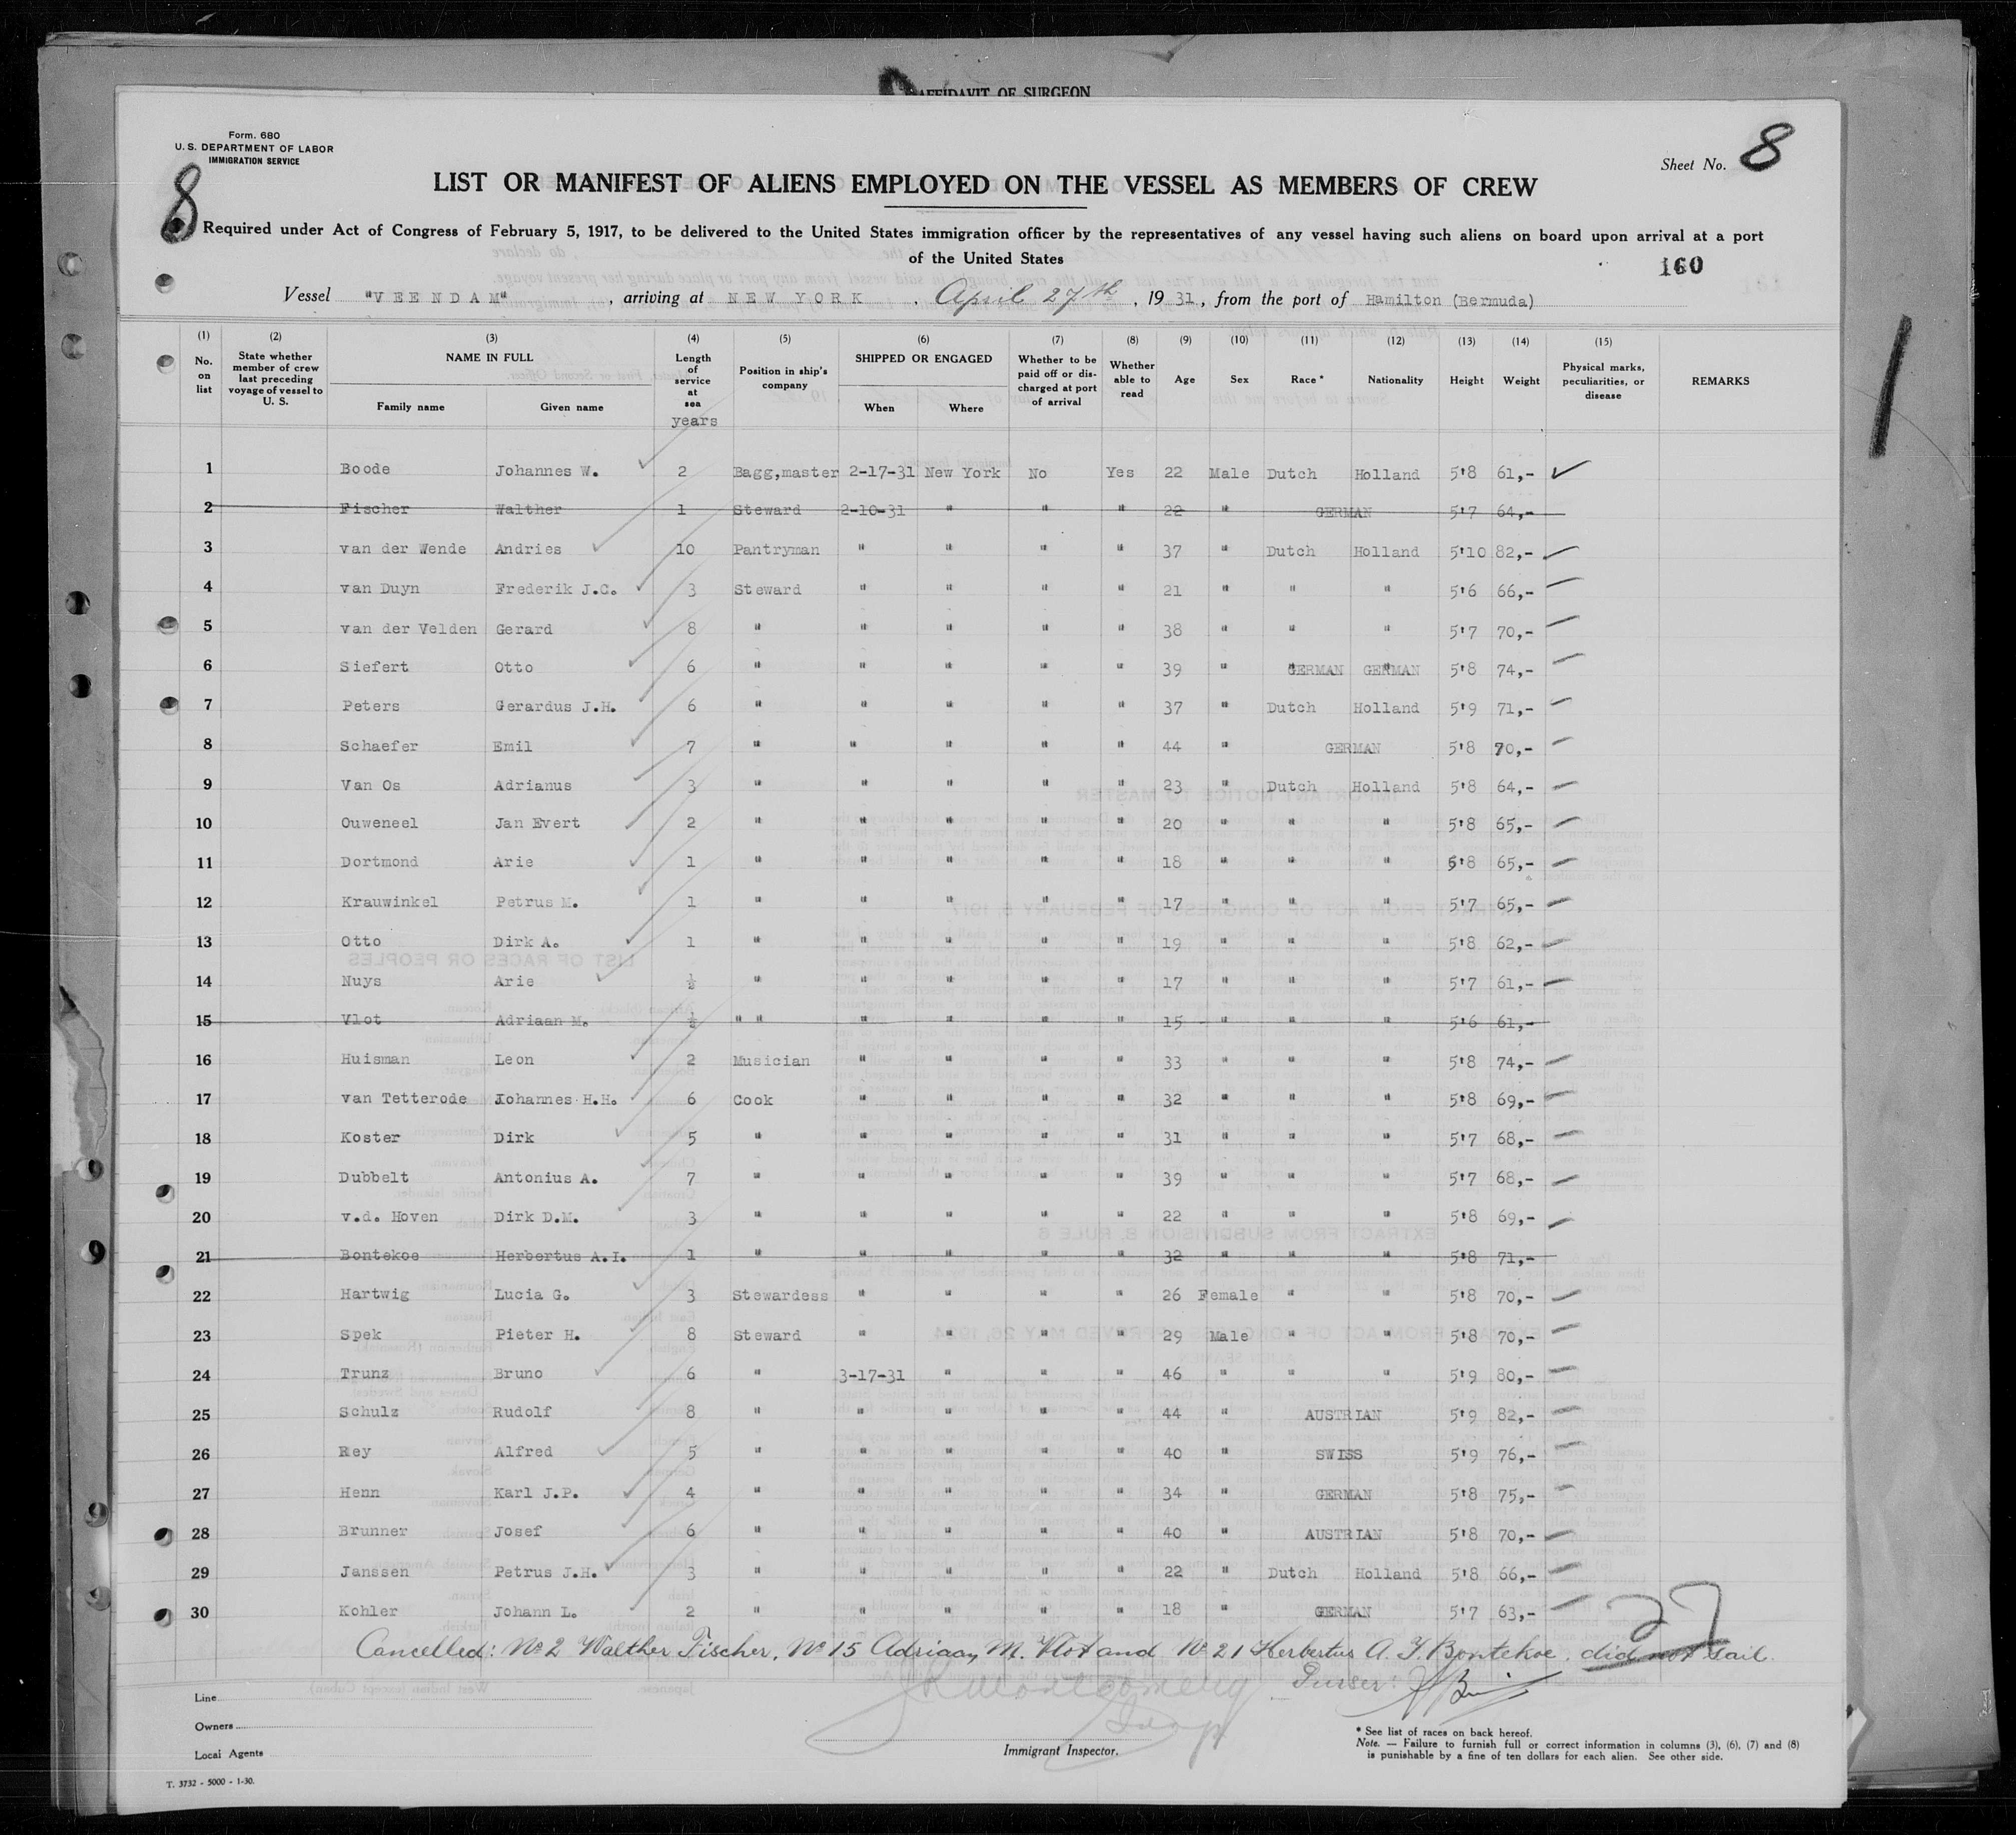 AFFIDAVIT OF SURGEON
Form. 680
U. S. DEPARTMENT OF LABOR
IMMIGRATION SERVICE
8
Sheet No. 8
LIST OR MANIFEST OF ALIENS EMPLOYED ON THE VESSEL AS MEMBERS OF CREW
Required under Act of Congress of February 5, 1917, to be delivered to the United States immigration officer by the representatives of any vessel having such aliens on board upon arrival at a port
of the United States
160
Vessel "VEENDAM", arriving at NEW YORK, April 27th, 1931, from the port of Hamilton (Bermuda)
(1) (2) (3) (4) (5) (6) (7) (8) (9) (10) (11) (12) (13) (14) (15)
No. on list | State whether member of crew last preceding voyage of vessel to U. S. | NAME IN FULL | Family name | Given name | Length of service at sea years | Position in ship's company | SHIPPED OR ENGAGED | When | Where | Whether to be paid off or discharged at port of arrival | Whether able to read | Age | Sex | Race* | Nationality | Height | Weight | Physical marks, peculiarities, or disease | REMARKS
1 Boode Johannes W. 2 Bagg,master 2-17-31 New York No Yes 22 Male Dutch Holland 5'8 61,-
2 Fischer Walther 1 Steward 2-10-31 " " " 22 " GERMAN 5'7 64,-
3 van der Wende Andries 10 Pantryman " " " " 37 " Dutch Holland 5'10 82,-
4 van Duyn Frederik J.C. 3 Steward " " " " 21 " " " 5'6 66,-
5 van der Velden Gerard 8 " " " " " 38 " " " 5'7 70,-
6 Siefert Otto 6 " " " " " 39 " GERMAN GERMAN 5'8 74,-
7 Peters Gerardus J.H. 6 " " " " " 37 " Dutch Holland 5'9 71,-
8 Schaefer Emil 7 " " " " " 44 " GERMAN 5'8 70,-
9 Van Os Adrianus 3 " " " " " 23 " Dutch Holland 5'8 64,-
10 Ouweneel Jan Evert 2 " " " " " 20 " " " 5'8 65,-
11 Dortmond Arie 1 " " " " " 18 " " " 5'8 65,-
12 Krauwinkel Petrus M. 1 " " " " " 17 " " " 5'7 65,-
13 Otto Dirk A. 1 " " " " " 19 " " " 5'8 62,-
14 Nuys Arie ½ " " " " " 17 " " " 5'7 61,-
15 Vlot Adriaan M. ½ " " " " " " 15 " " " 5'6 61,-
16 Huisman Leon 2 Musician " " " " 33 " " " 5'8 74,-
17 van Tetterode Johannes H.H. 6 Cook " " " " 32 " " " 5'8 69,-
18 Koster Dirk 5 " " " " " 31 " " " 5'7 68,-
19 Dubbelt Antonius A. 7 " " " " " 39 " " " 5'7 68,-
20 v.d. Hoven Dirk D.M. 3 " " " " " 22 " " " 5'8 69,-
21 Bontekoe Herbertus A.I. 1 " " " " " 32 " " " 5'8 71,-
22 Hartwig Lucia G. 3 Stewardess " " " " 26 Female " " 5'8 70,-
23 Spek Pieter H. 8 Steward " " " " 29 Male " " 5'8 70,-
24 Trunz Bruno 6 " 3-17-31 " " " 46 " " " 5'9 80,-
25 Schulz Rudolf 8 " " " " " 44 " AUSTRIAN 5'9 82,-
26 Rey Alfred 5 " " " " " 40 " SWISS 5'9 76,-
27 Henn Karl J.P. 4 " " " " " 34 " GERMAN 5'8 75,-
28 Brunner Josef 6 " " " " " 40 " AUSTRIAN 5'8 70,-
29 Janssen Petrus J.H. 3 " " " " " 22 " Dutch Holland 5'8 66,-
30 Kohler Johann L. 2 " " " " " 18 " GERMAN 5'7 63,-
27
Cancelled: No 2 Walther Fischer, No 15 Adriaan M. Vlot and No 21 Herbertus A. I. Bontekoe, did not sail.
Purser:
Line
Owners
Local Agents
Immigrant Inspector.
* See list of races on back hereof.
Note. — Failure to furnish full or correct information in columns (3), (6), (7) and (8)
is punishable by a fine of ten dollars for each alien. See other side.
T. 3732 - 5000 - 1-30.